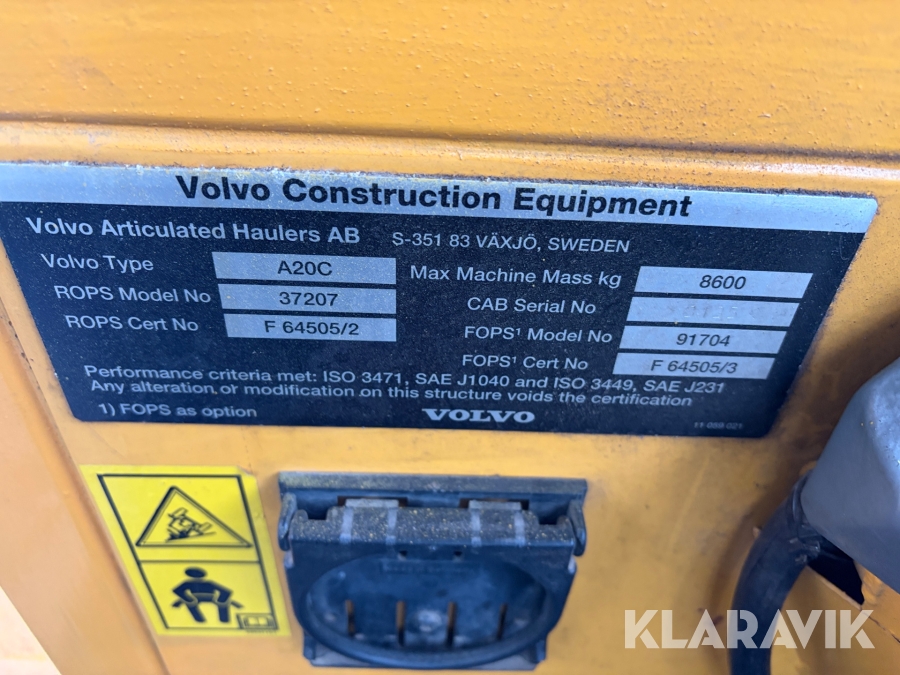 Volvo Construction Equipment
Volvo Articulated Haulers AB S-351 83 VÄXJÖ, SWEDEN
Volvo Type A20C Max Machine Mass kg 8600
ROPS Model No 37207 CAB Serial No
ROPS Cert No F 64505/2 FOPS¹ Model No 91704
FOPS¹ Cert No F 64505/3
Performance criteria met: ISO 3471, SAE J1040 and ISO 3449, SAE J231
Any alteration or modification on this structure voids the certification
1) FOPS as option VOLVO 11 059 021
KLARAVIK